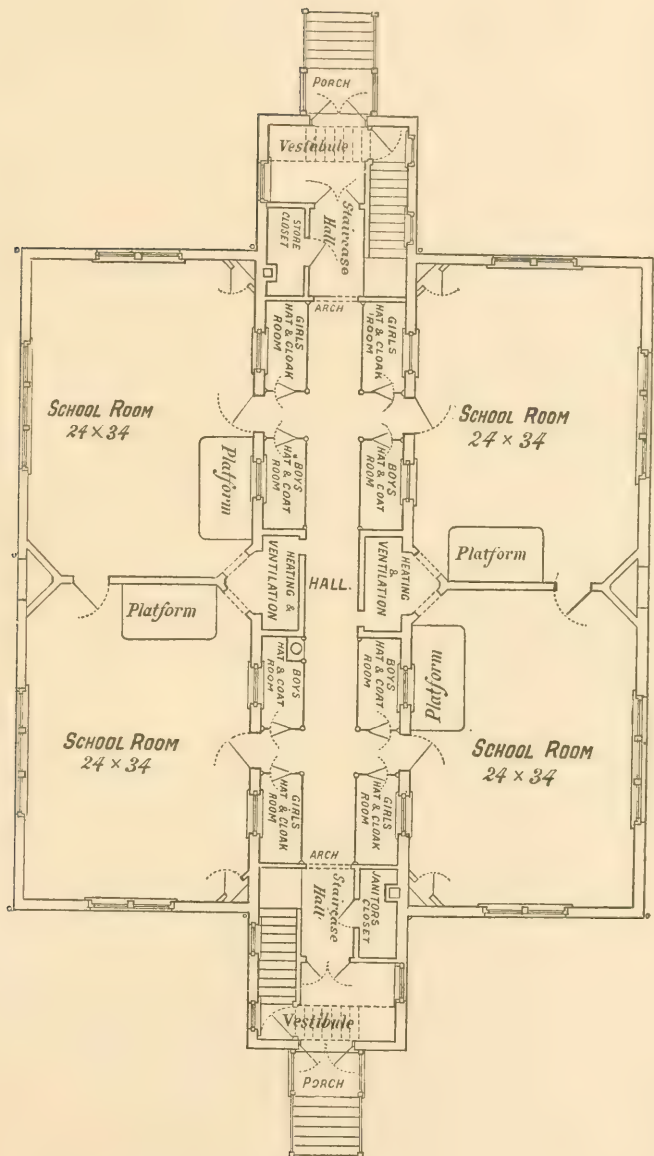 PORCH
Vestibule
STORE
CLOSET
Staircase
Hall.
ARCH
GIRLS
HAT & CLOAK
ROOM
GIRLS
HAT & CLOAK
ROOM
SCHOOL ROOM
24 × 34
SCHOOL ROOM
24 × 34
Platform
BOYS
HAT & COAT
ROOM
BOYS
HAT & COAT
ROOM
Platform
HEATING
&
VENTILATION
HALL.
HEATING
&
VENTILATION
Platform
BOYS
HAT & COAT
ROOM
BOYS
HAT & COAT
ROOM
Platform
SCHOOL ROOM
24 × 34
SCHOOL ROOM
24 × 34
GIRLS
HAT & CLOAK
ROOM
GIRLS
HAT & CLOAK
ROOM
ARCH
Staircase
Hall.
JANITORS
CLOSET
Vestibule
PORCH